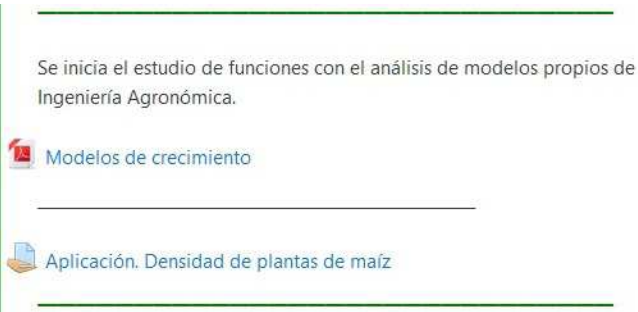 Se inicia el estudio de funciones con el análisis de modelos propios de
Ingeniería Agronómica.
Modelos de crecimiento
Aplicación. Densidad de plantas de maíz